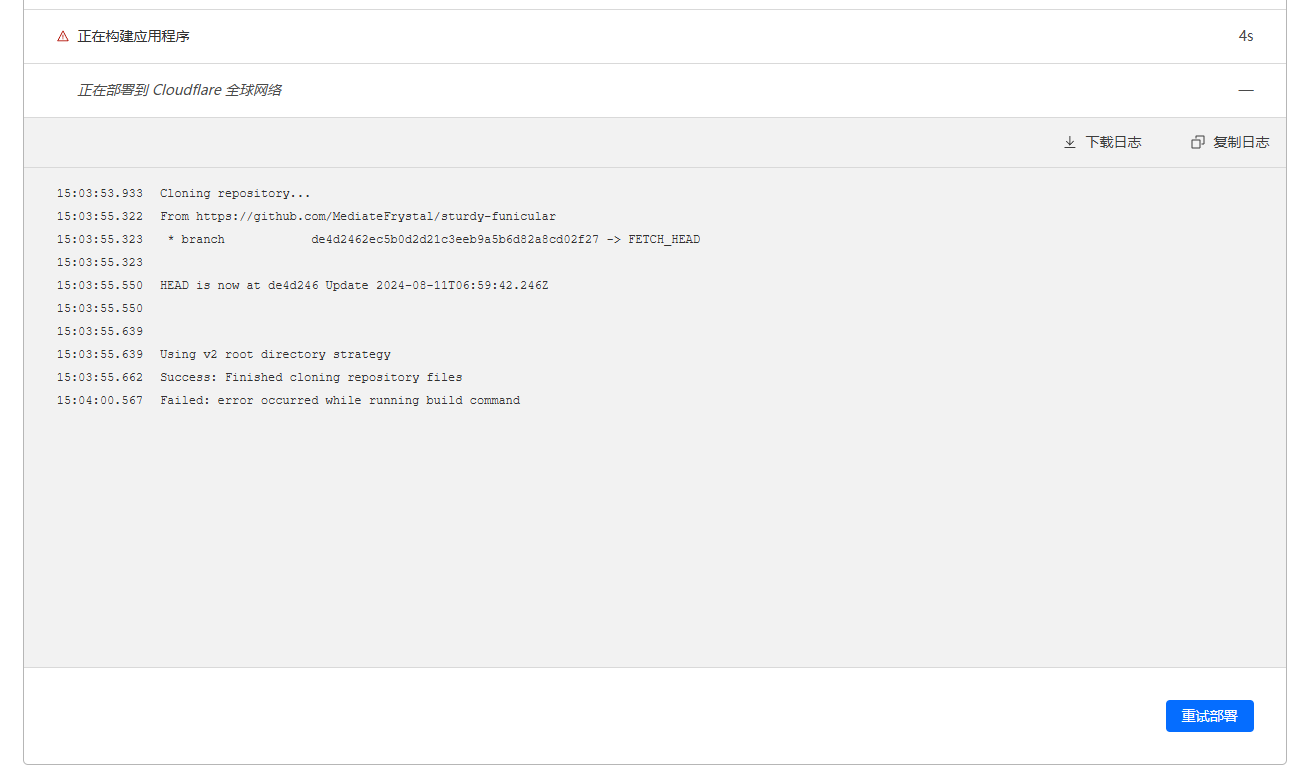 正在构建应用程序 4s
正在部署到 Cloudflare 全球网络 —
下载日志 复制日志
15:03:53.933 Cloning repository...
15:03:55.322 From https://github.com/MediateFrystal/sturdy-funicular
15:03:55.323 * branch de4d2462ec5b0d2d21c3eeb9a5b6d82a8cd02f27 -> FETCH_HEAD
15:03:55.323
15:03:55.550 HEAD is now at de4d246 Update 2024-08-11T06:59:42.246Z
15:03:55.550
15:03:55.639
15:03:55.639 Using v2 root directory strategy
15:03:55.662 Success: Finished cloning repository files
15:04:00.567 Failed: error occurred while running build command
重试部署